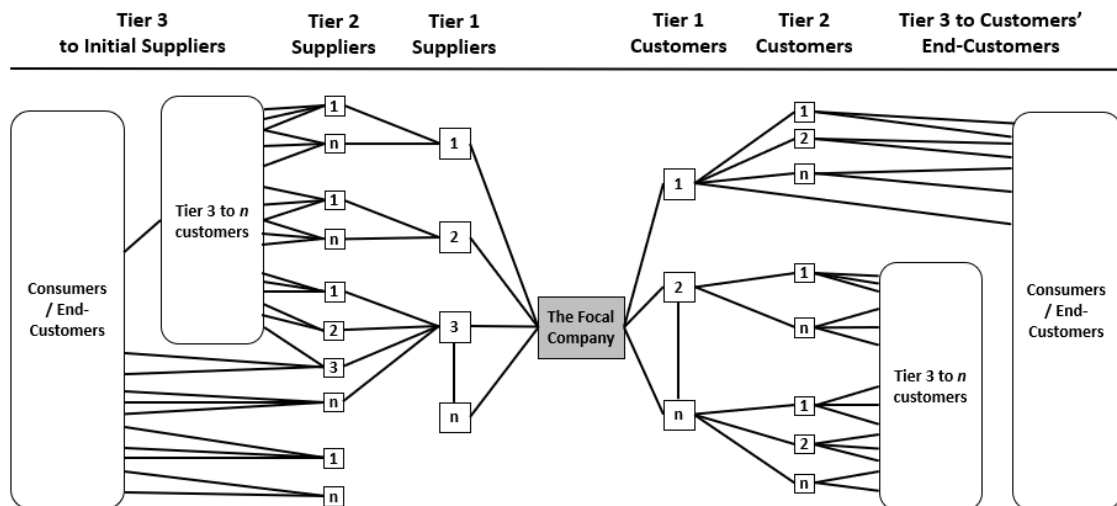 Tier 3
to Initial Suppliers
Tier 2
Suppliers
Tier 1
Suppliers
Tier 1
Customers
Tier 2
Customers
Tier 3 to Customers’
End-Customers
Consumers
/ End-
Customers
Tier 3 to n
customers
1
n
1
n
1
2
3
n
1
n
1
2
3
n
The Focal
Company
1
2
n
1
2
n
1
n
1
2
n
Tier 3 to n
customers
Consumers
/ End-
Customers